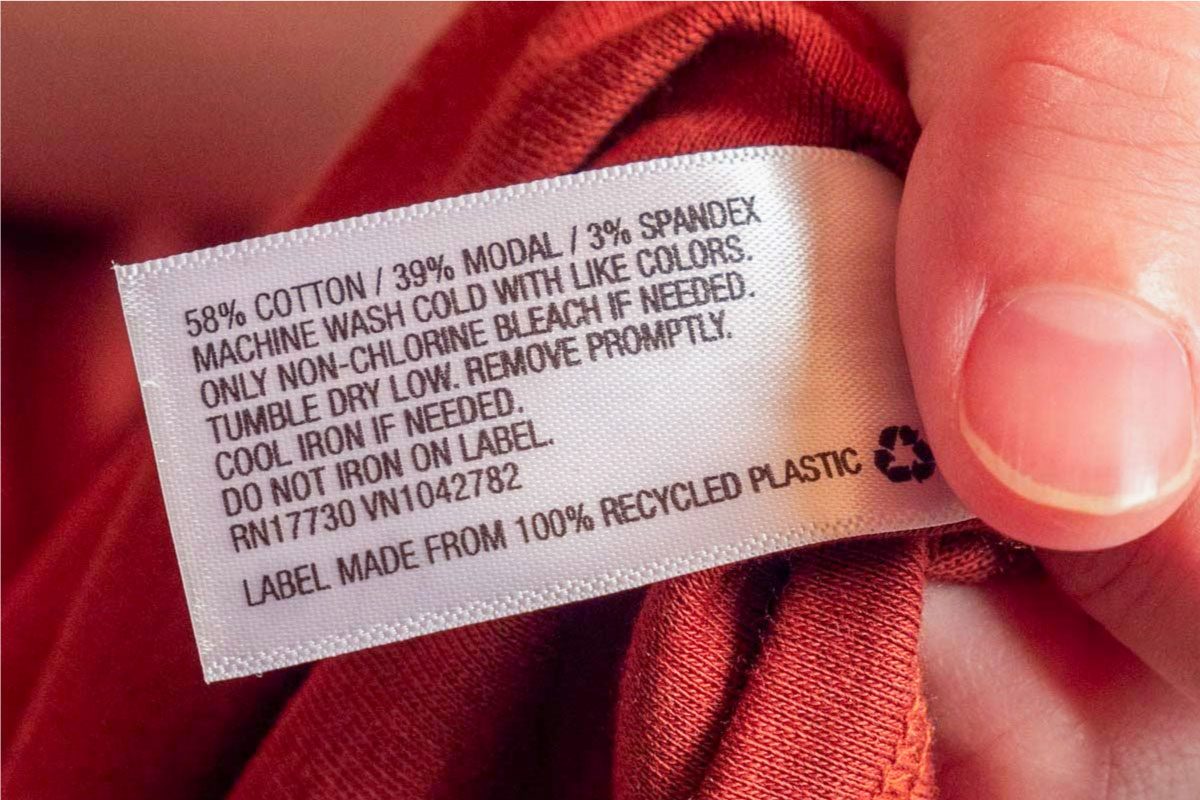 58% COTTON / 39% MODAL / 3% SPANDEX
MACHINE WASH COLD WITH LIKE COLORS.
ONLY NON-CHLORINE BLEACH IF NEEDED.
TUMBLE DRY LOW. REMOVE PROMPTLY.
COOL IRON IF NEEDED.
DO NOT IRON ON LABEL.
RN17730 VN1042782
LABEL MADE FROM 100% RECYCLED PLASTIC